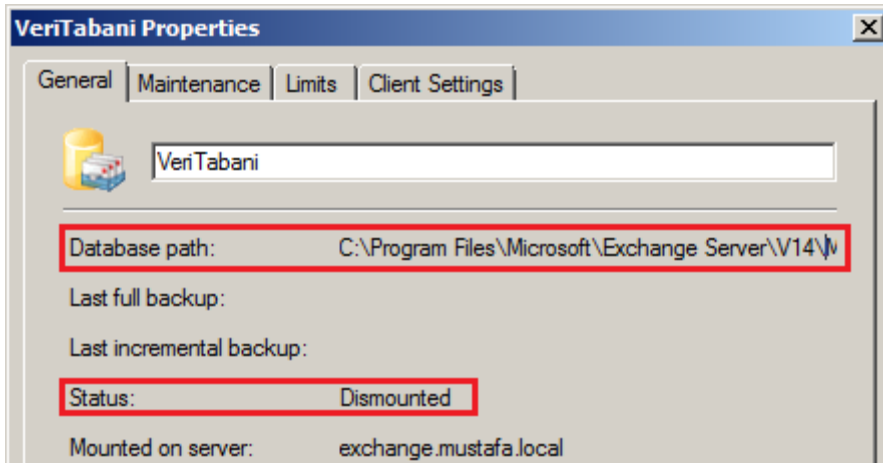 VeriTabani Properties
General Maintenance Limits Client Settings
VeriTabani
Database path: C:\Program Files\Microsoft\Exchange Server\V14\M
Last full backup:
Last incremental backup:
Status: Dismounted
Mounted on server: exchange.mustafa.local